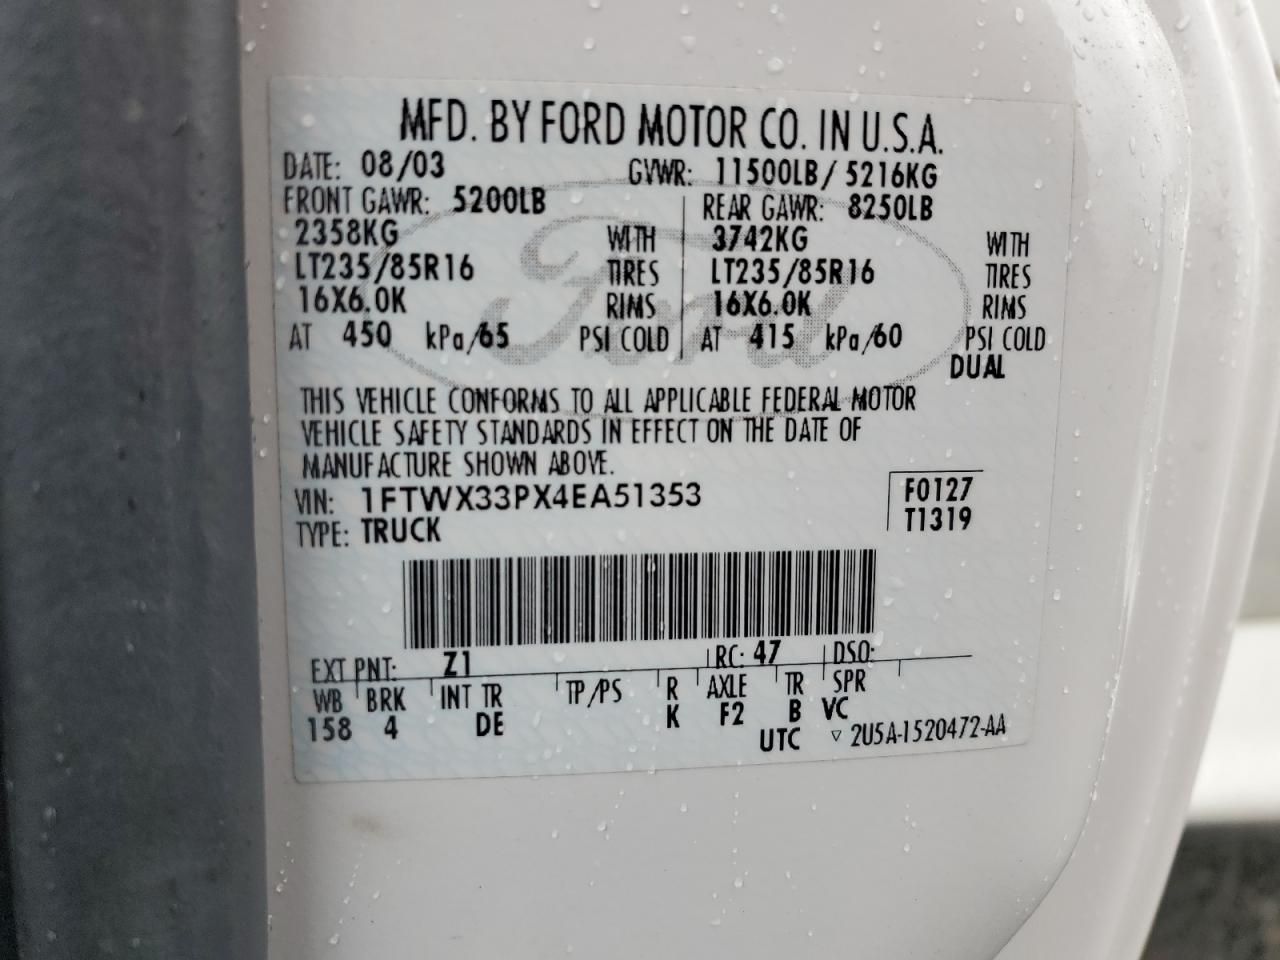 MFD. BY FORD MOTOR CO. IN U.S.A.
DATE: 08/03 GVWR: 11500LB/ 5216KG
FRONT GAWR: 5200LB REAR GAWR: 8250LB
2358KG WITH 3742KG WITH
LT235/85R16 TIRES LT235/85R16 TIRES
16X6.0K RIMS 16X6.0K RIMS
AT 450 kPa/65 PSI COLD AT 415 kPa/60 PSI COLD
DUAL
Ford
THIS VEHICLE CONFORMS TO ALL APPLICABLE FEDERAL MOTOR
VEHICLE SAFETY STANDARDS IN EFFECT ON THE DATE OF
MANUFACTURE SHOWN ABOVE.
VIN: 1FTWX33PX4EA51353 F0127
TYPE: TRUCK T1319
EXT PNT: Z1 RC: 47 DSO:
WB BRK INT TR TP/PS R AXLE TR SPR
158 4 DE K F2 B VC
UTC ▽ 2U5A-1520472-AA